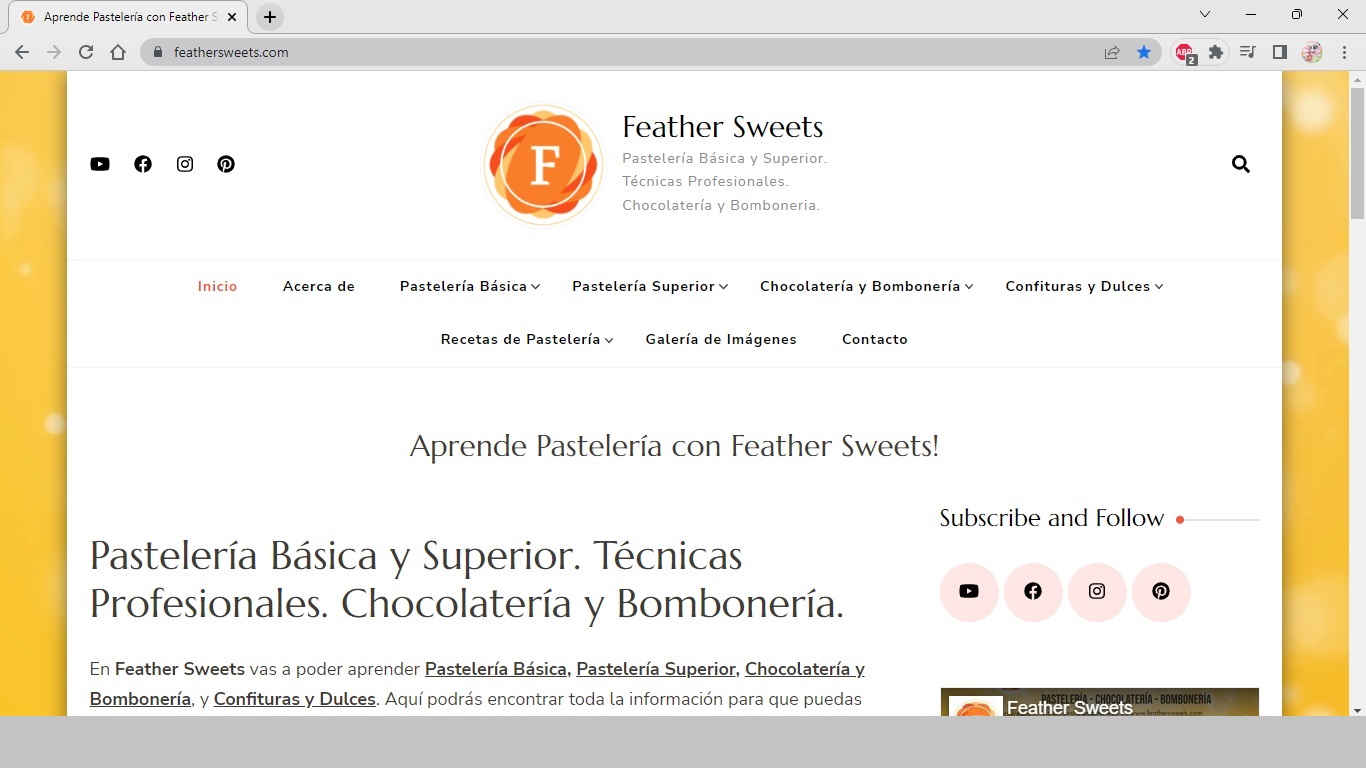 Aprende Pastelería con Feather S
feathersweets.com
ABP
2
F
Feather Sweets
Pastelería Básica y Superior.
Técnicas Profesionales.
Chocolatería y Bomboneria.
Inicio Acerca de Pastelería Básica Pastelería Superior Chocolatería y Bombonería Confituras y Dulces
Recetas de Pastelería Galería de Imágenes Contacto
Aprende Pastelería con Feather Sweets!
Subscribe and Follow
Pastelería Básica y Superior. Técnicas
Profesionales. Chocolatería y Bombonería.
En Feather Sweets vas a poder aprender Pastelería Básica, Pastelería Superior, Chocolatería y
Bombonería, y Confituras y Dulces. Aquí podrás encontrar toda la información para que puedas
PASTELERÍA - CHOCOLATERÍA - BOMBONERÍA
Feather Sweets
www.feathersweets.com